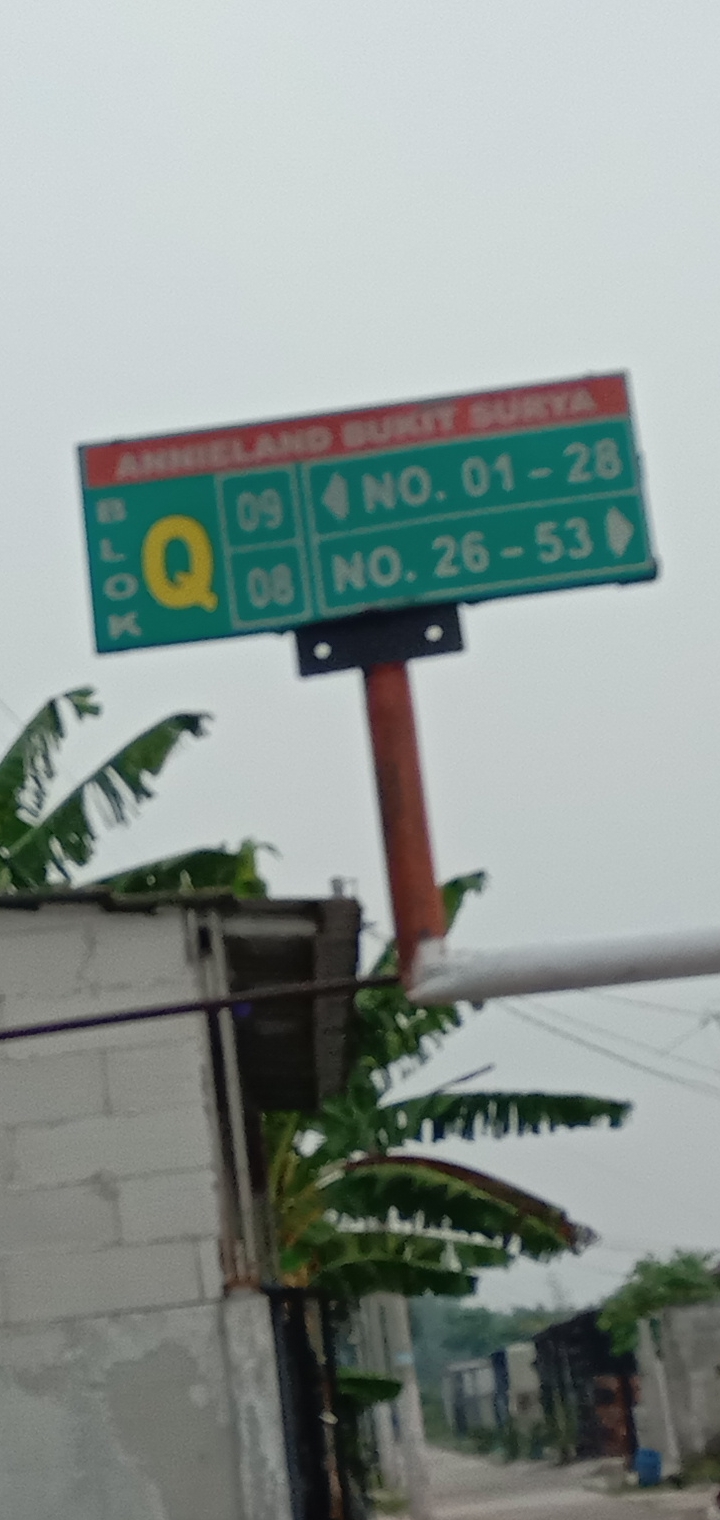 ANNIELAND BUKIT SURYA
BLOK Q
09 NO. 01 - 28
08 NO. 26 - 53